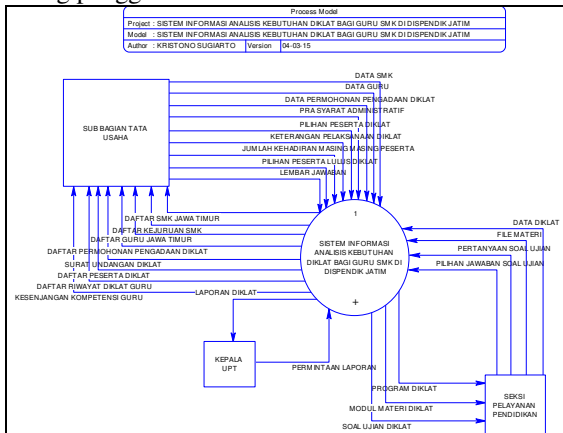 Process Model
Project : SISTEM INFORMASI ANALISIS KEBUTUHAN DIKLAT BAGI GURU SMK DI DISPENDIK JATIM
Model : SISTEM INFORMASI ANALISIS KEBUTUHAN DIKLAT BAGI GURU SMK DI DISPENDIK JATIM
Author : KRISTONO SUGIARTO Version 04-03-15
DATA SMK
DATA GURU
DATA PERMOHONAN PENGADAAN DIKLAT
PRASYARAT ADMINISTRATIF
PILIHAN PESERTA DIKLAT
KETERANGAN PELAKSANAAN DIKLAT
JUMLAH KEHADIRAN MASING MASING PESERTA
PILIHAN PESERTA LULUS DIKLAT
LEMBAR JAWABAN
SUB BAGIAN TATA
USAHA
DAFTAR SMK JAWA TIMUR
DAFTAR KEJURUAN SMK
DAFTAR GURU JAWA TIMUR
DAFTAR PERMOHONAN PENGADAAN DIKLAT
SURAT UNDANGAN DIKLAT
DAFTAR PESERTA DIKLAT
DAFTAR RIWAYAT DIKLAT GURU
KESENJANGAN KOMPETENSI GURU
LAPORAN DIKLAT
1
SISTEM INFORMASI
ANALISIS KEBUTUHAN
DIKLAT BAGI GURU SMK DI
DISPENDIK JATIM
+
DATA DIKLAT
FILE MATERI
PERTANYAAN SOAL UJIAN
PILIHAN JAWABAN SOAL UJIAN
KEPALA
UPT
PERMINTAAN LAPORAN
PROGRAM DIKLAT
MODUL MATERI DIKLAT
SOAL UJIAN DIKLAT
SEKSI
PELAYANAN
PENDIDIKAN